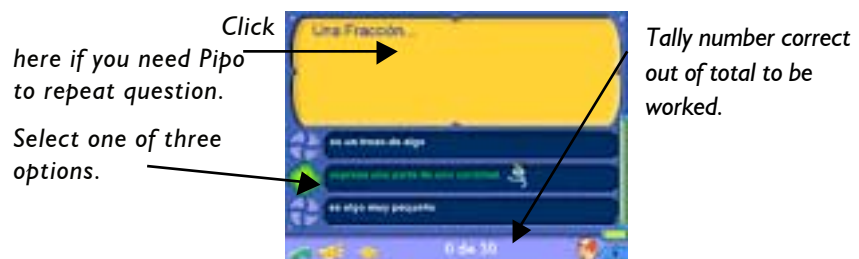 Click
here if you need Pipo
to repeat question.
Select one of three
options.
Una Fracción...
es un trozo de algo
expresa una parte de una cantidad
es algo muy pequeño
0 de 30
Tally number correct
out of total to be
worked.